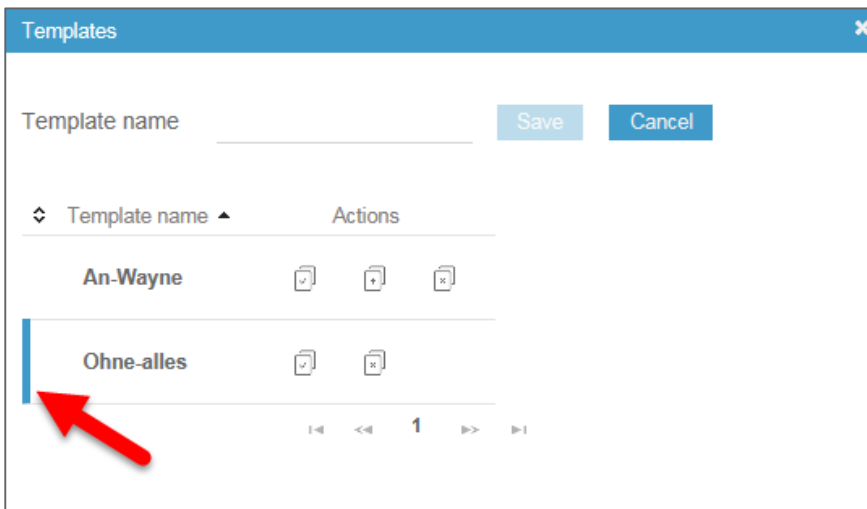 Templates
Template name Save Cancel
Template name Actions
An-Wayne
Ohne-alles
1